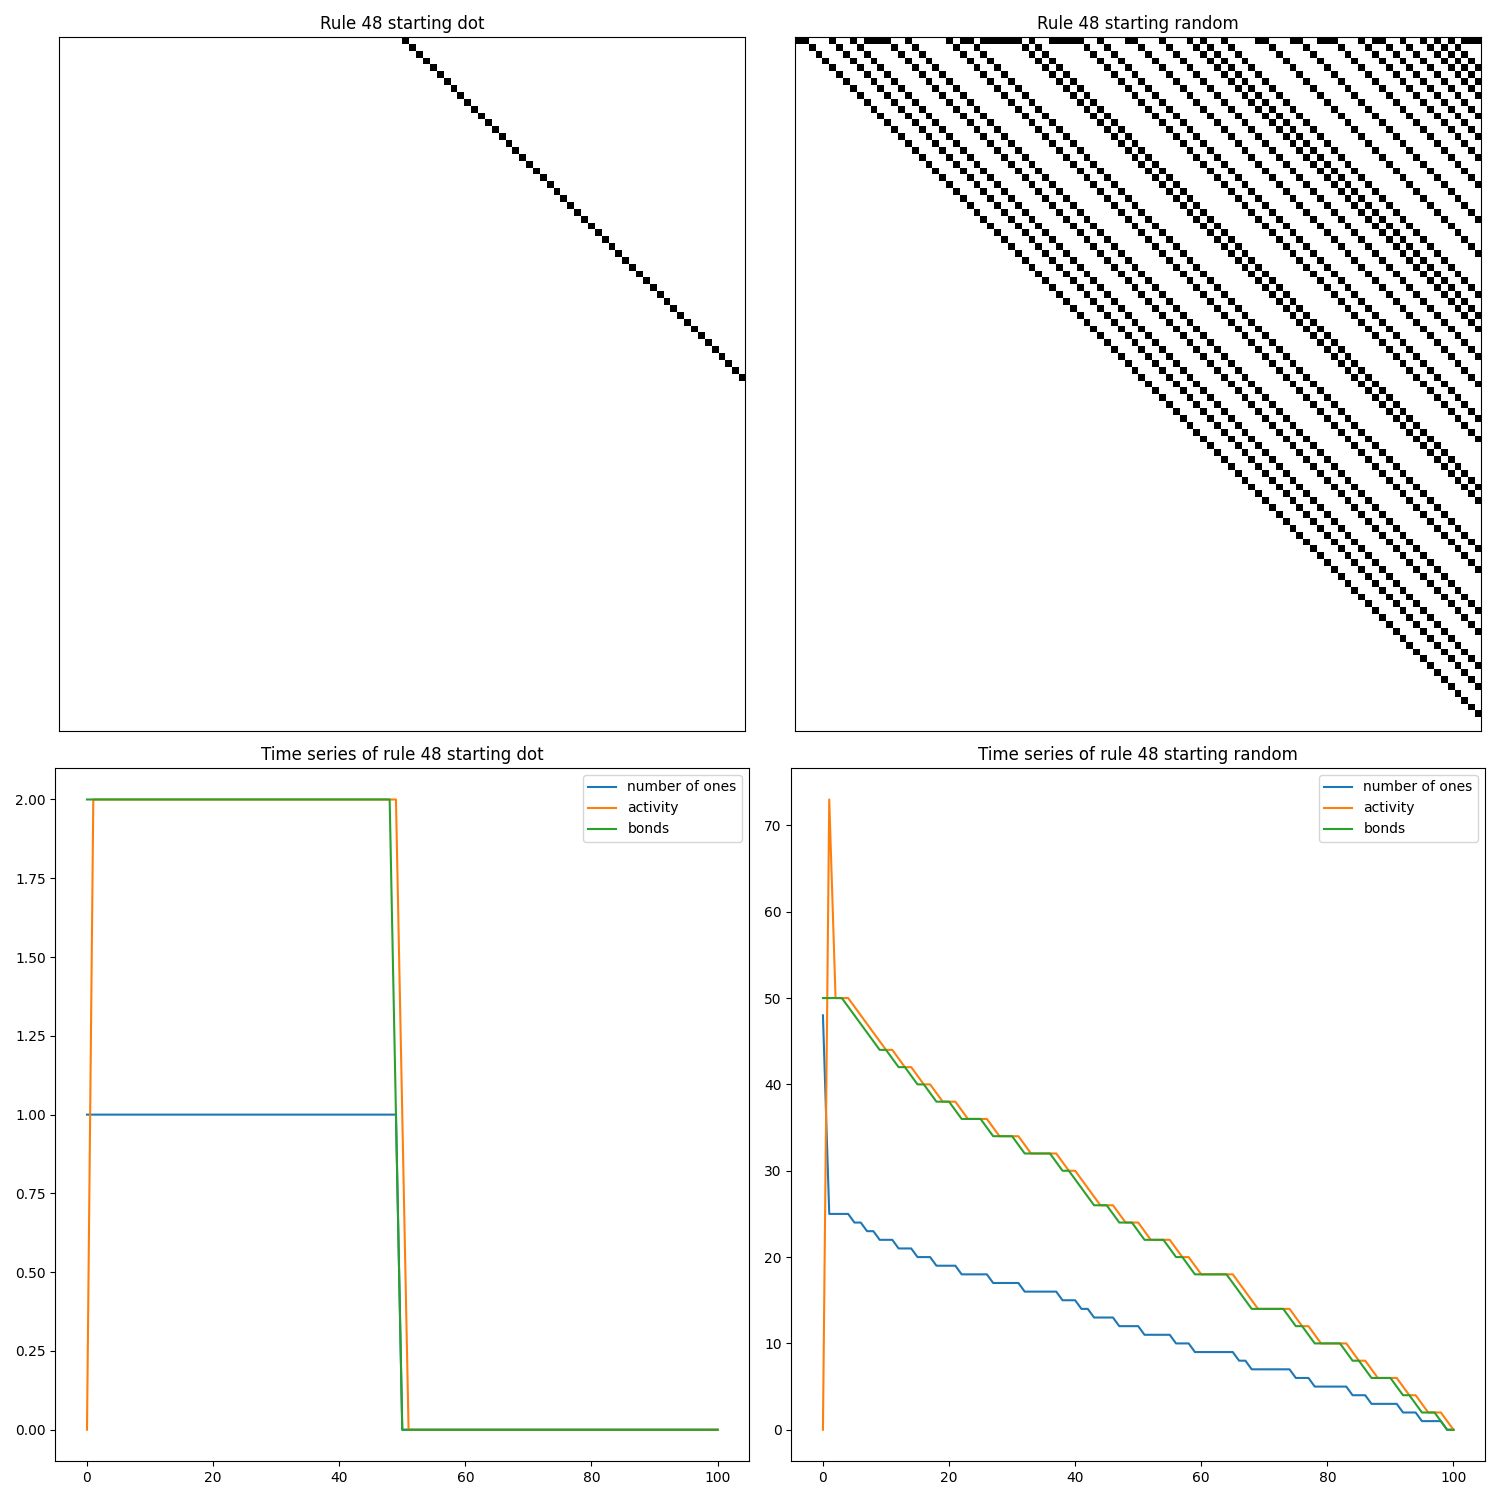 Rule 48 starting dot
Rule 48 starting random
Time series of rule 48 starting dot
number of ones
activity
bonds
2.00
1.75
1.50
1.25
1.00
0.75
0.50
0.25
0.00
0 20 40 60 80 100
Time series of rule 48 starting random
number of ones
activity
bonds
70
60
50
40
30
20
10
0
0 20 40 60 80 100